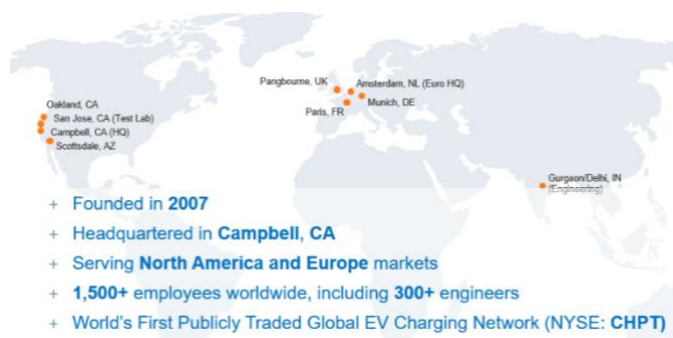 Pangbourne, UK
Amsterdam, NL (Euro HQ)
Paris, FR
Munich, DE
Oakland, CA
San Jose, CA (Test Lab)
Campbell, CA (HQ)
Scottsdale, AZ
Gurgaon/Delhi, IN
(Engineering)
+ Founded in 2007
+ Headquartered in Campbell, CA
+ Serving North America and Europe markets
+ 1,500+ employees worldwide, including 300+ engineers
+ World's First Publicly Traded Global EV Charging Network (NYSE: CHPT)